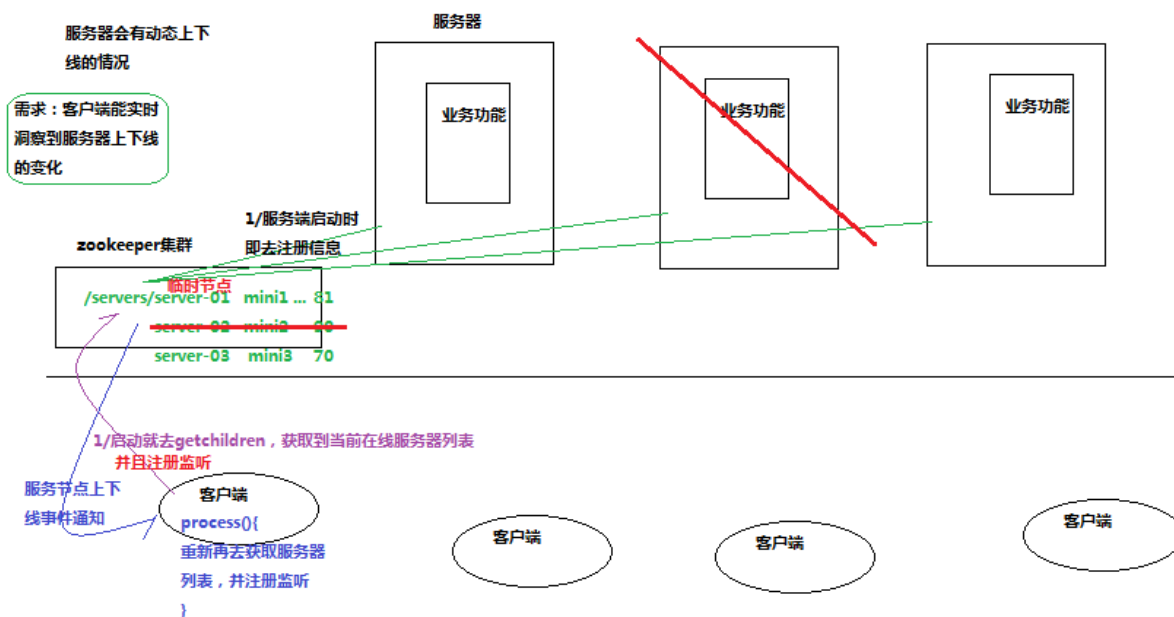 服务器会有动态上下
线的情况
需求：客户端能实时
洞察到服务器上下线
的变化
服务器
业务功能
业务功能
业务功能
1/服务端启动时
即去注册信息
zookeeper集群
临时节点
/servers/server-01 mini1 ... 81
server-02 mini2
server-03 mini3 70
1/启动就去getchildren，获取到当前在线服务器列表
并且注册监听
服务节点上下
线事件通知
客户端
process(){
重新再去获取服务器
列表，并注册监听
}
客户端
客户端
客户端